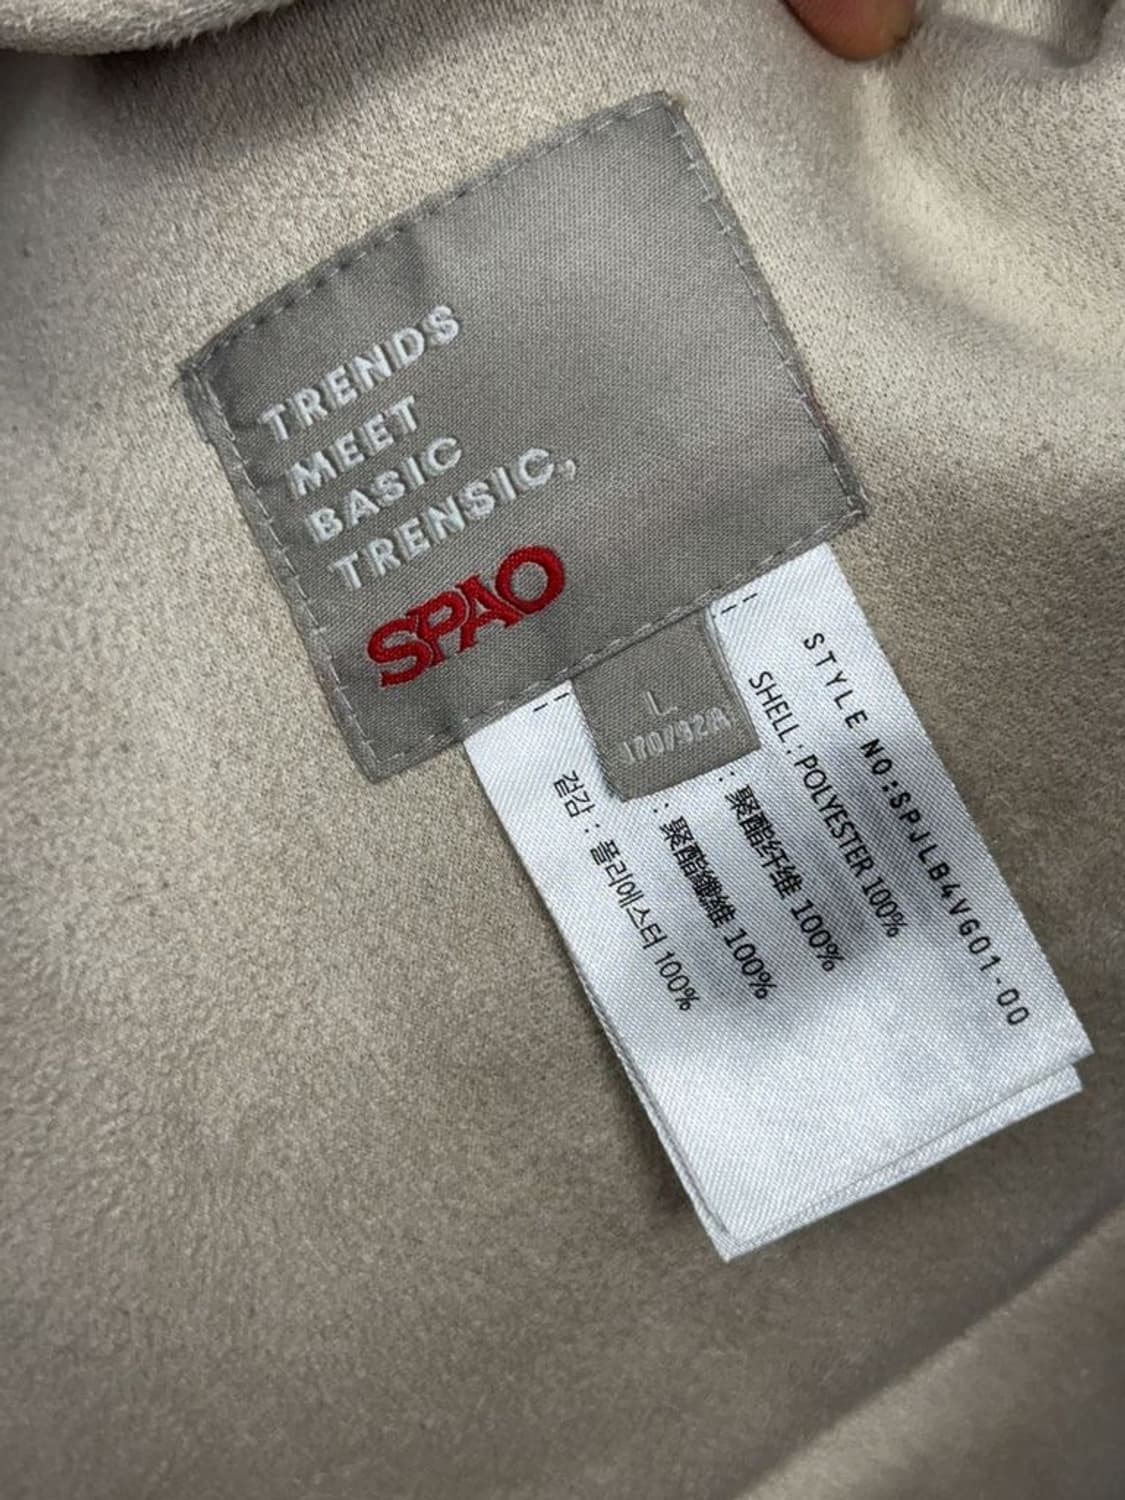 TRENDS
MEET
BASIC
TRENSIC,
SPAO
L
170/92A
STYLE NO:SPJLB4VG01-00
SHELL: POLYESTER 100%
: 聚酯纤维 100%
: 聚酯纖維 100%
겉감 : 폴리에스터 100%